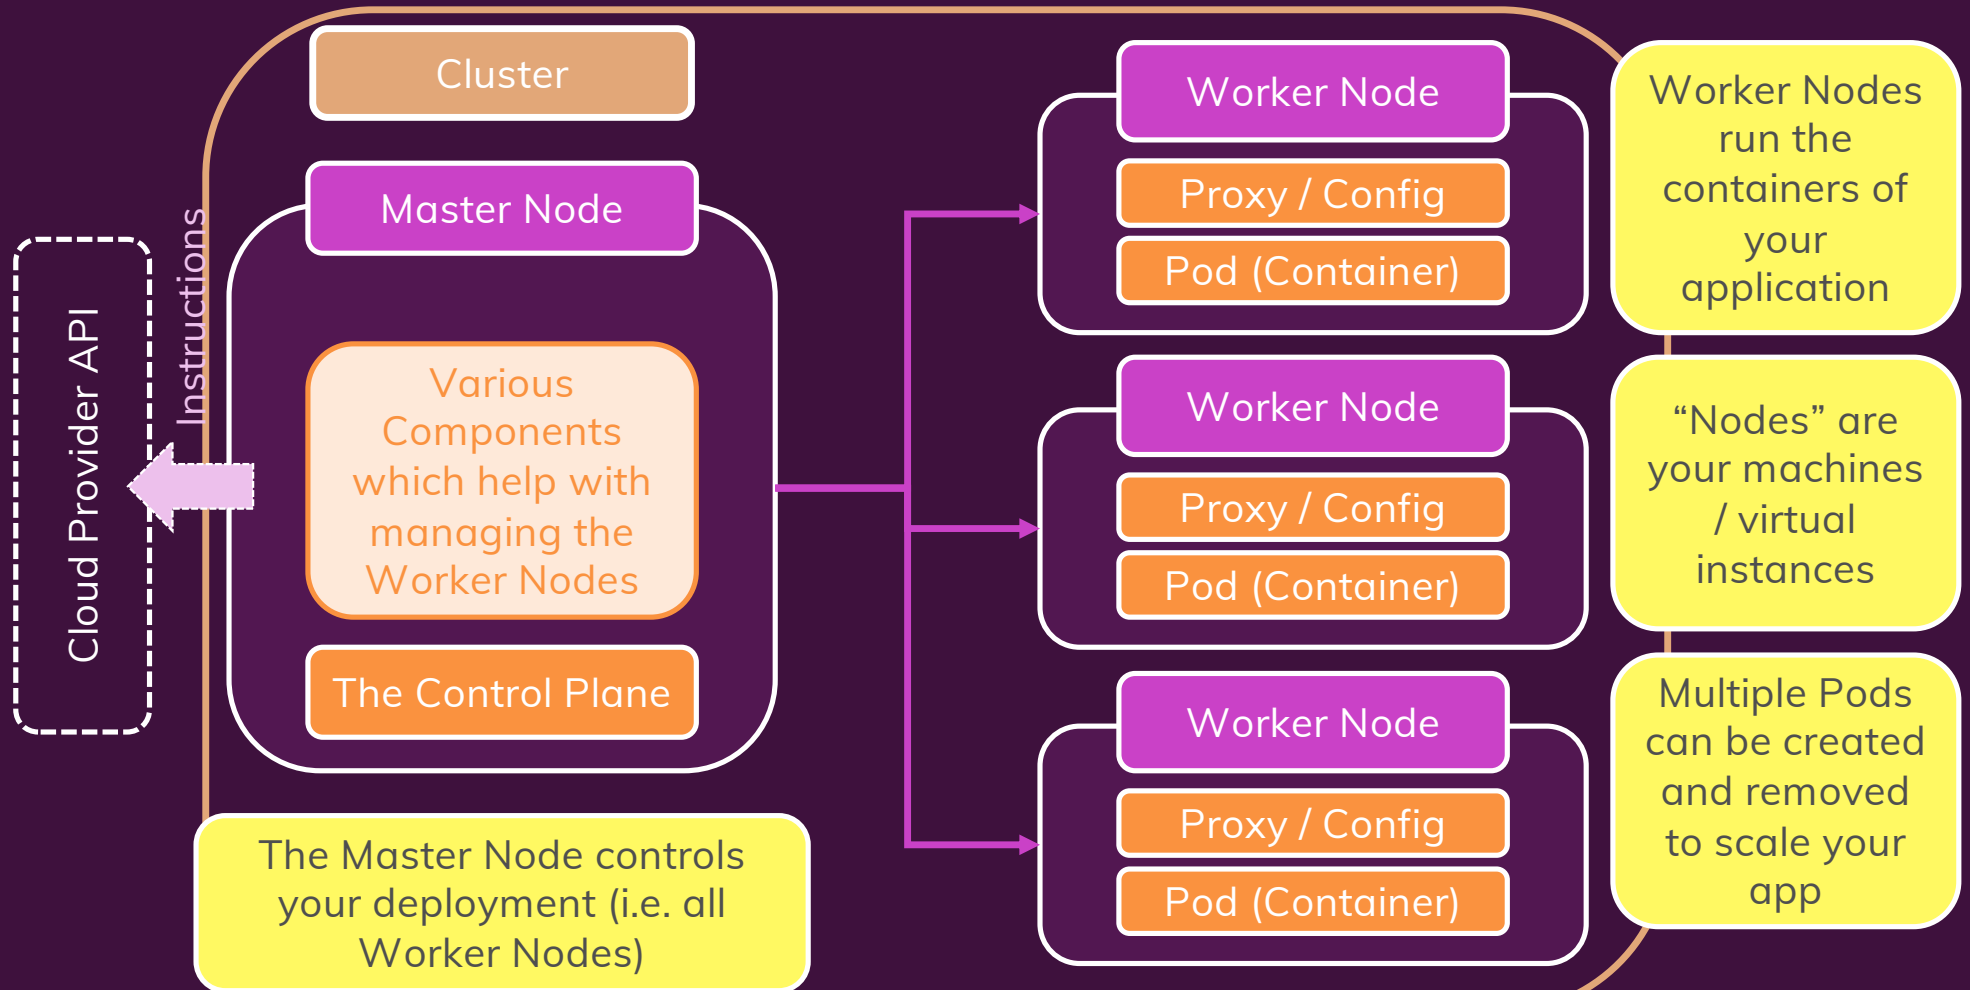 Cluster
Master Node
Various
Components
which help with
managing the
Worker Nodes
The Control Plane
Cloud Provider API
Instructions
The Master Node controls
your deployment (i.e. all
Worker Nodes)
Worker Node
Proxy / Config
Pod (Container)
Worker Node
Proxy / Config
Pod (Container)
Worker Node
Proxy / Config
Pod (Container)
Worker Nodes
run the
containers of
your
application
“Nodes” are
your machines
/ virtual
instances
Multiple Pods
can be created
and removed
to scale your
app